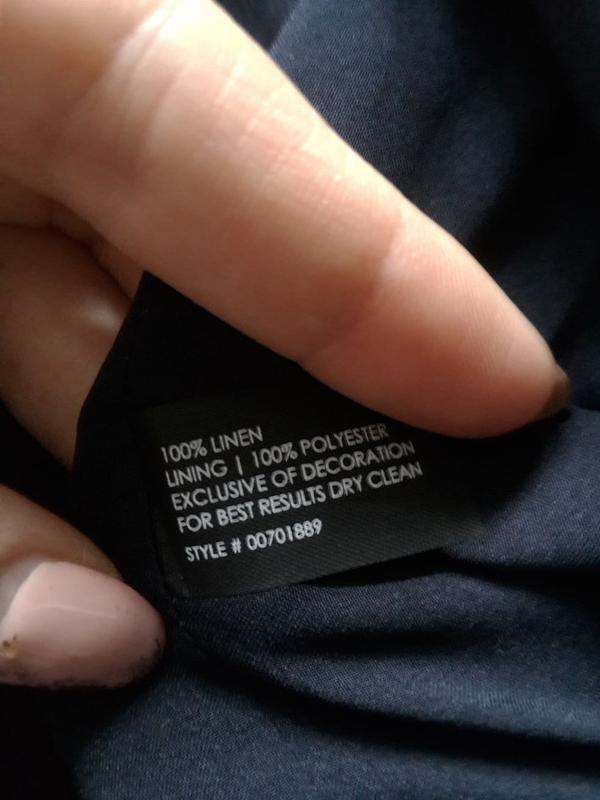 100% LINEN
LINING | 100% POLYESTER
EXCLUSIVE OF DECORATION
FOR BEST RESULTS DRY CLEAN
STYLE # 00701889